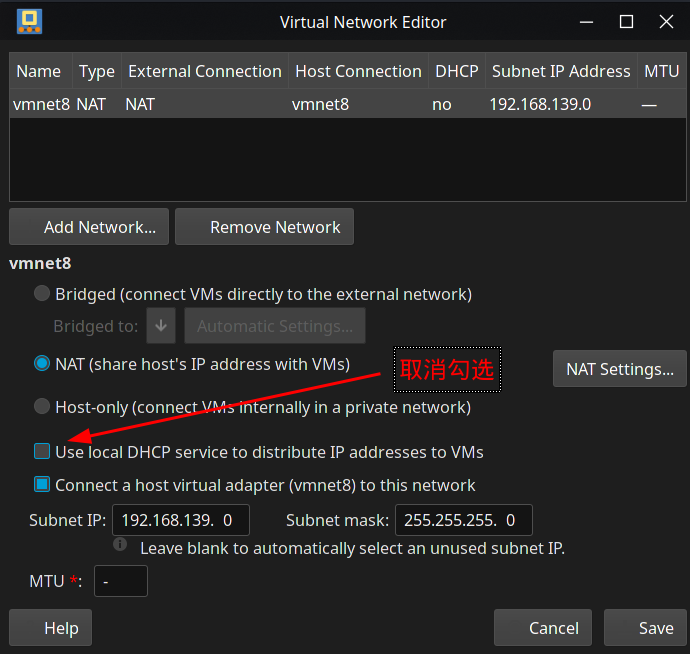 Virtual Network Editor
Name Type External Connection Host Connection DHCP Subnet IP Address MTU
vmnet8 NAT NAT vmnet8 no 192.168.139.0 —
Add Network... Remove Network
vmnet8
Bridged (connect VMs directly to the external network)
Bridged to: Automatic Settings...
NAT (share host's IP address with VMs) 取消勾选 NAT Settings...
Host-only (connect VMs internally in a private network)
Use local DHCP service to distribute IP addresses to VMs
Connect a host virtual adapter (vmnet8) to this network
Subnet IP: 192.168.139. 0 Subnet mask: 255.255.255. 0
Leave blank to automatically select an unused subnet IP.
MTU *: -
Help Cancel Save